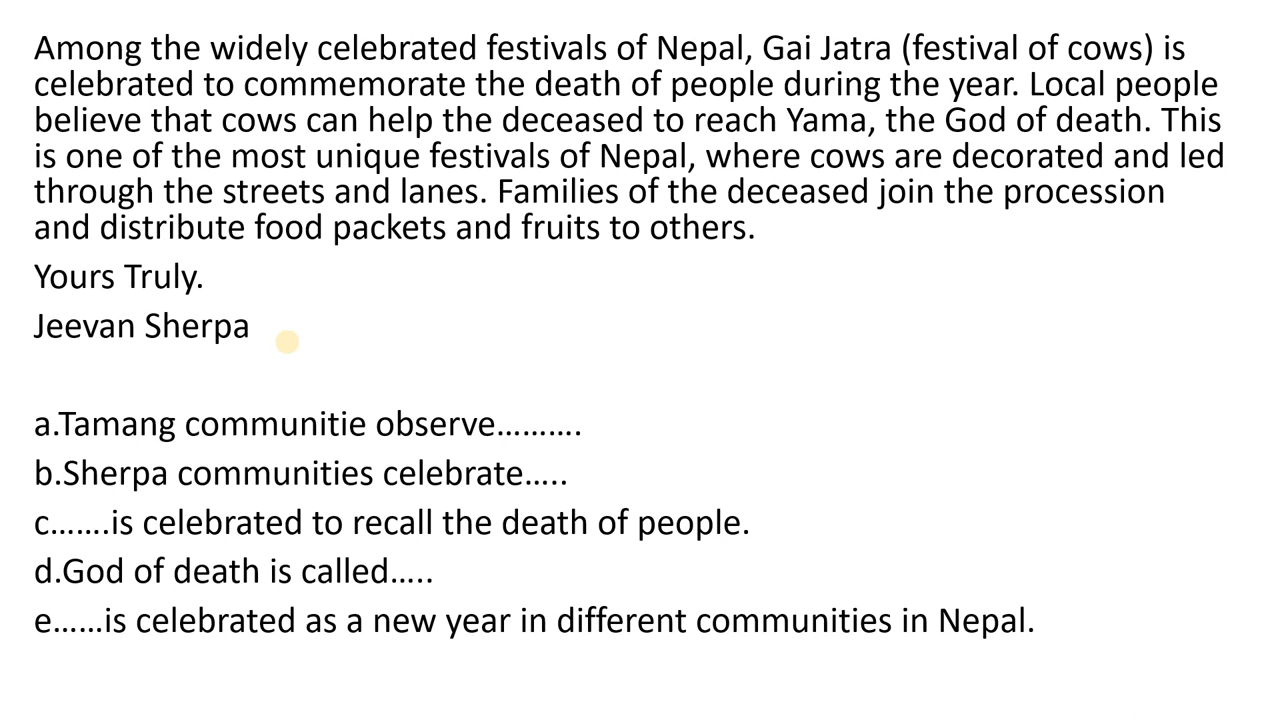 Among the widely celebrated festivals of Nepal, Gai Jatra (festival of cows) is
celebrated to commemorate the death of people during the year. Local people
believe that cows can help the deceased to reach Yama, the God of death. This
is one of the most unique festivals of Nepal, where cows are decorated and led
through the streets and lanes. Families of the deceased join the procession
and distribute food packets and fruits to others.
Yours Truly.
Jeevan Sherpa
a.Tamang communitie observe……….
b.Sherpa communities celebrate…..
c…….is celebrated to recall the death of people.
d.God of death is called…..
e……is celebrated as a new year in different communities in Nepal.